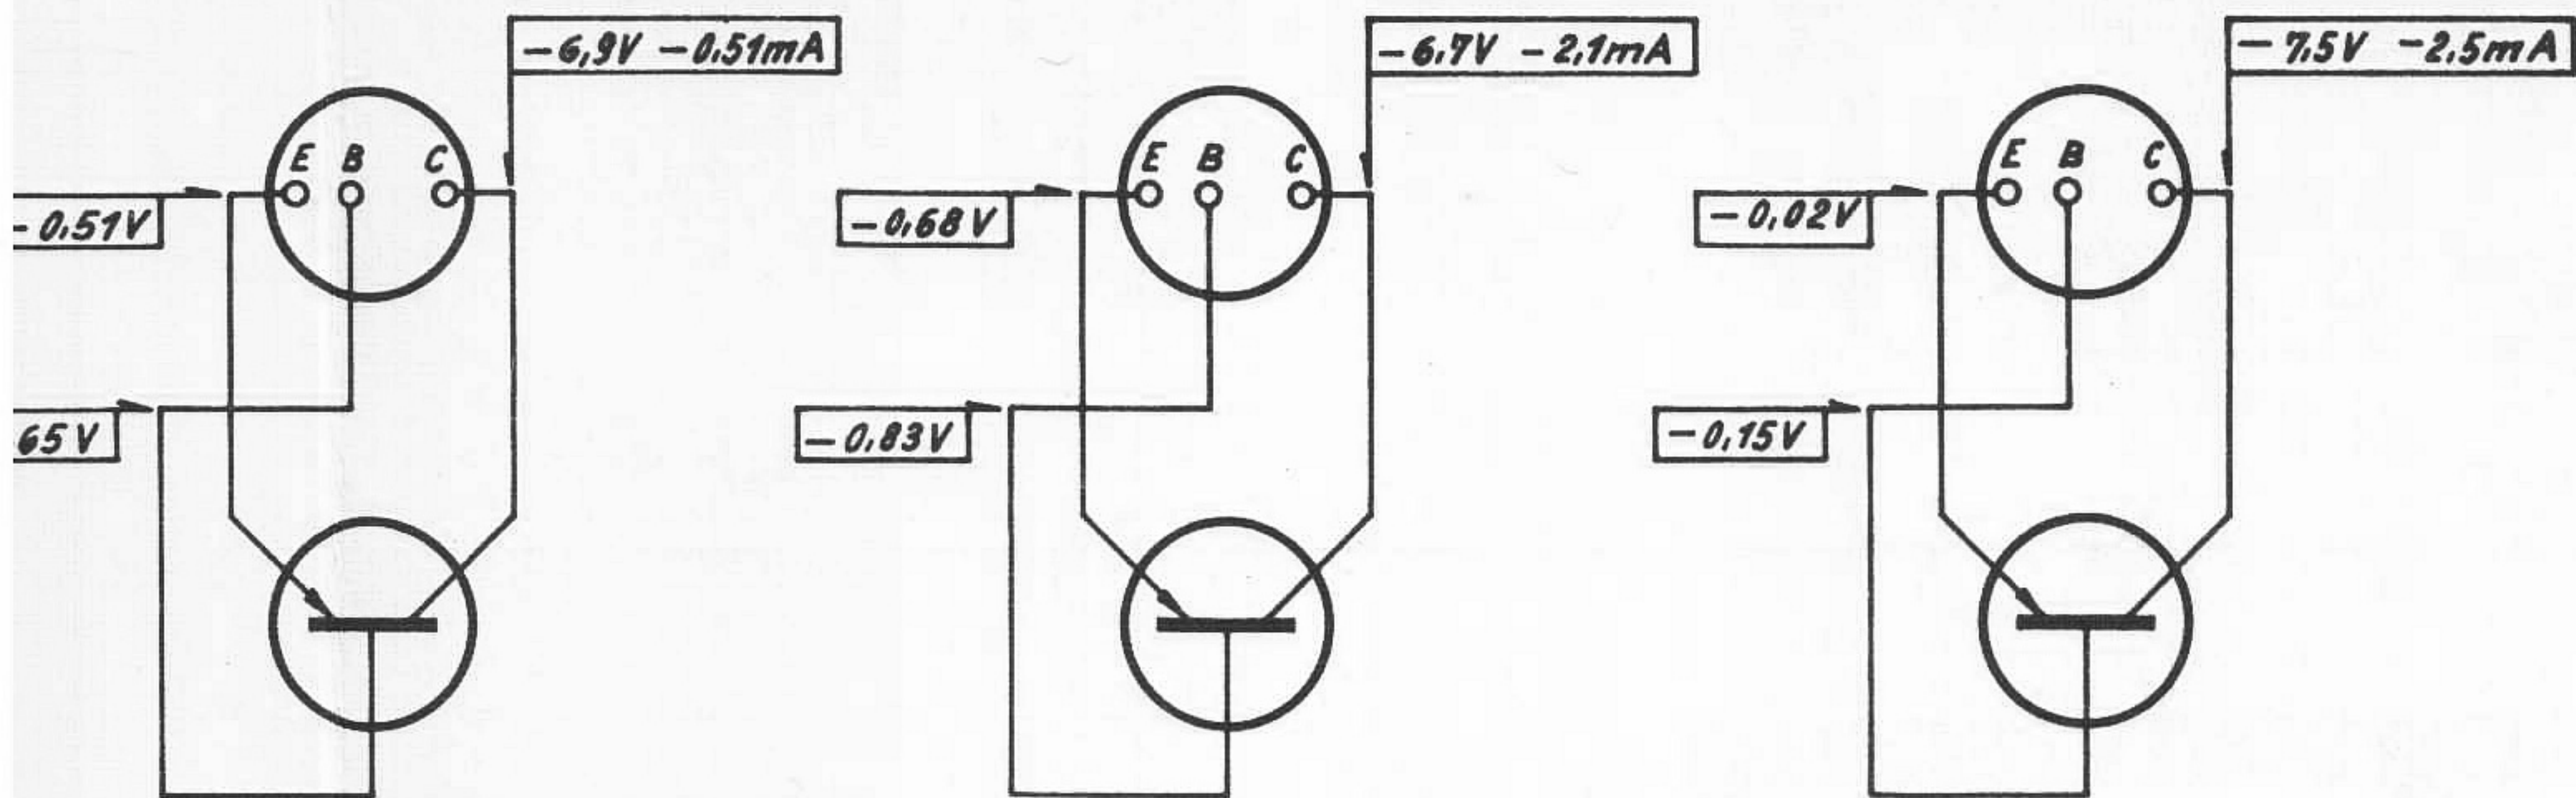 −6,9V −0,51mA
−6,7V −2,1mA
−7,5V −2,5mA
E B C
E B C
E B C
−0,51V
−0,68V
−0,02V
65V
−0,83V
−0,15V